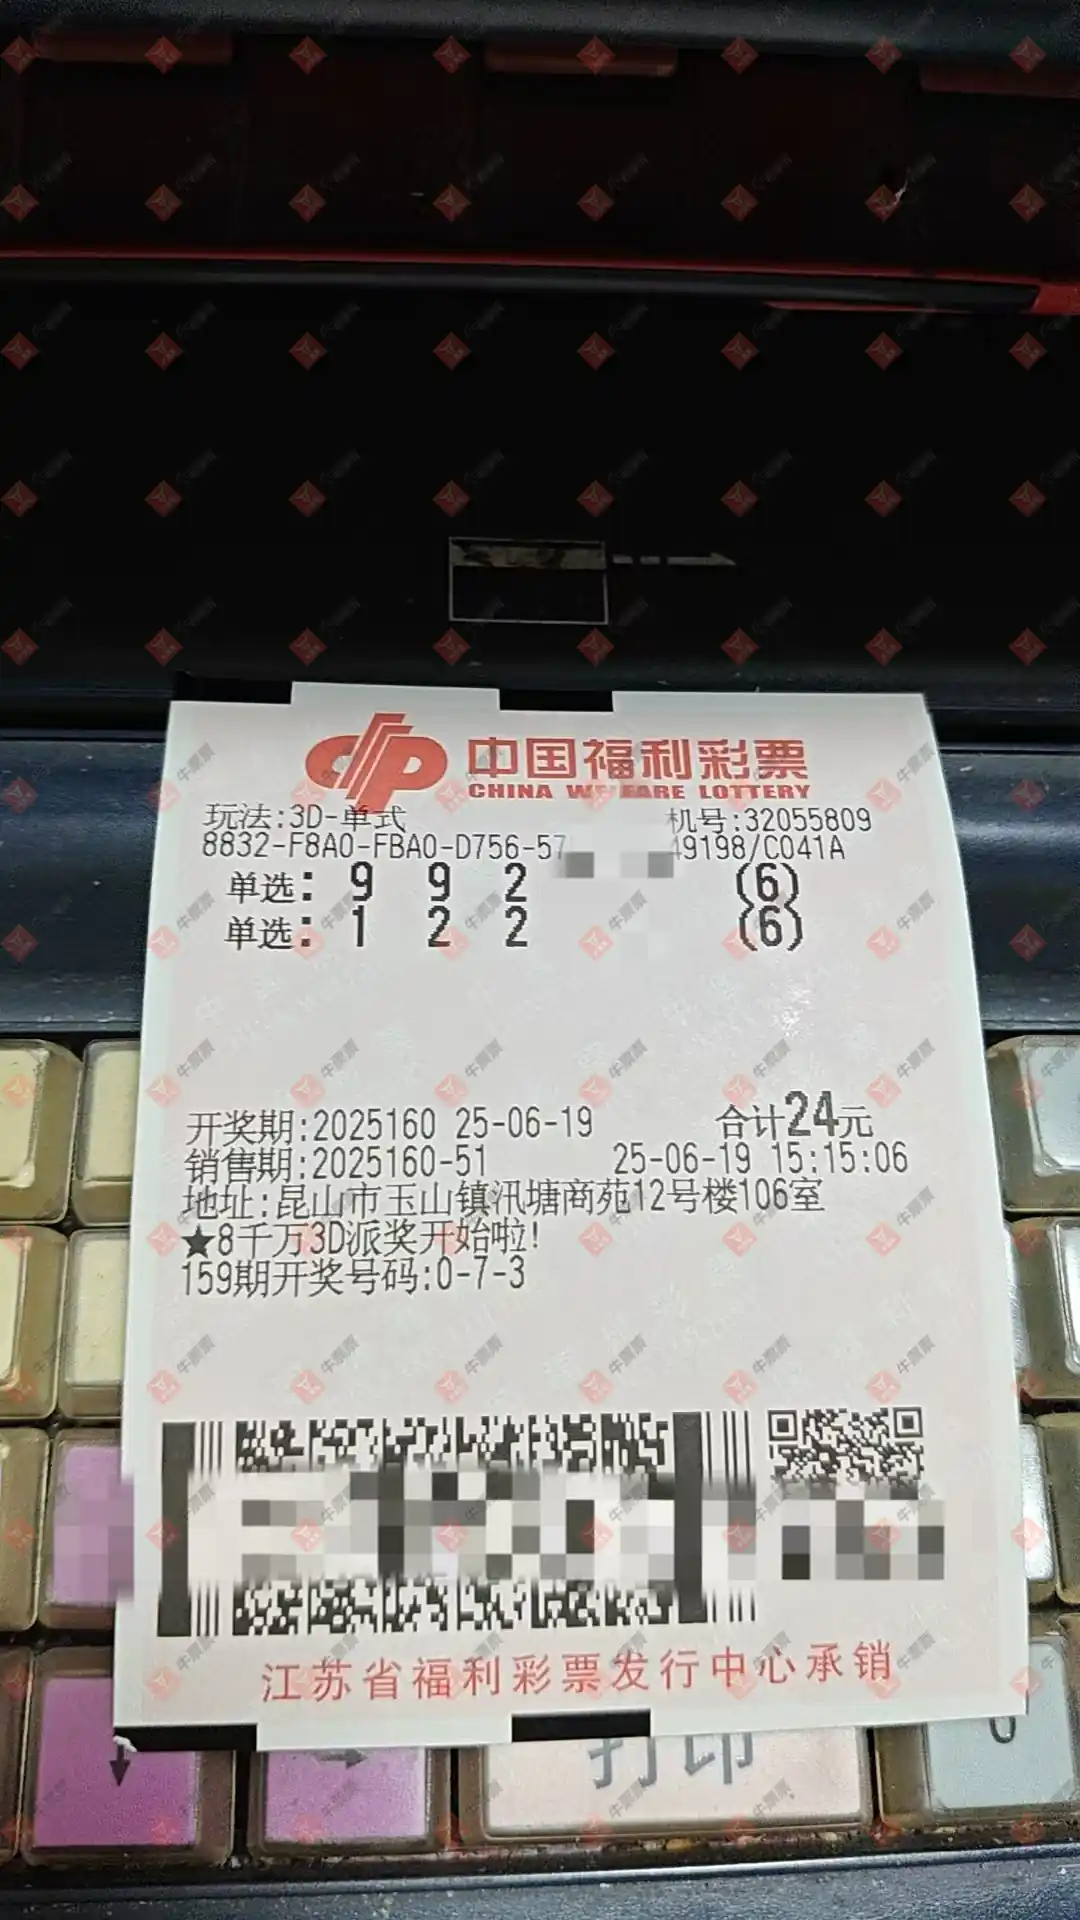 中国福利彩票
CHINA WELFARE LOTTERY
玩法:3D-单式 机号:32055809
8832-F8A0-FBA0-D756-57 49198/C041A
单选: 9 9 2 (6)
单选: 1 2 2 (6)
开奖期:2025160 25-06-19 合计24元
销售期:2025160-51 25-06-19 15:15:06
地址:昆山市玉山镇汛塘商苑12号楼106室
★8千万3D派奖开始啦!
159期开奖号码:0-7-3
江苏省福利彩票发行中心承销
打印
牛票票